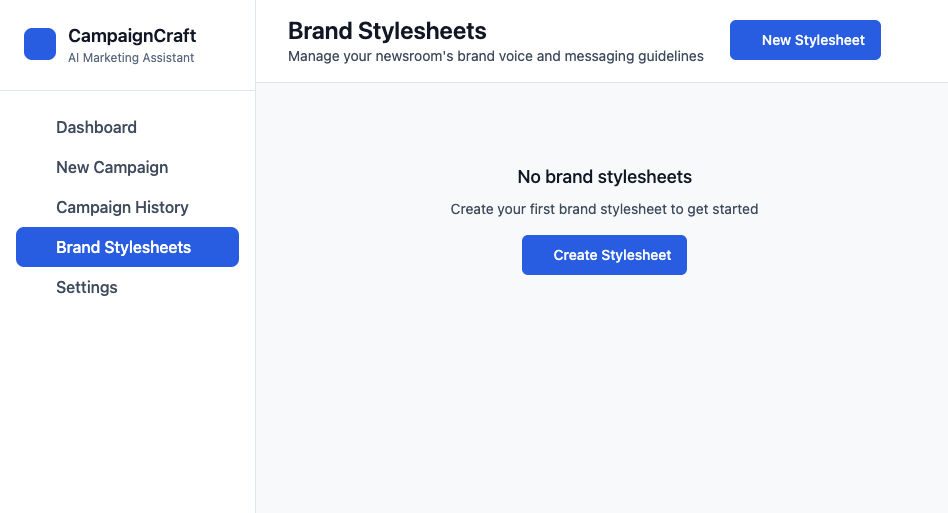 CampaignCraft
AI Marketing Assistant
Dashboard
New Campaign
Campaign History
Brand Stylesheets
Settings
Brand Stylesheets
Manage your newsroom's brand voice and messaging guidelines
New Stylesheet
No brand stylesheets
Create your first brand stylesheet to get started
Create Stylesheet